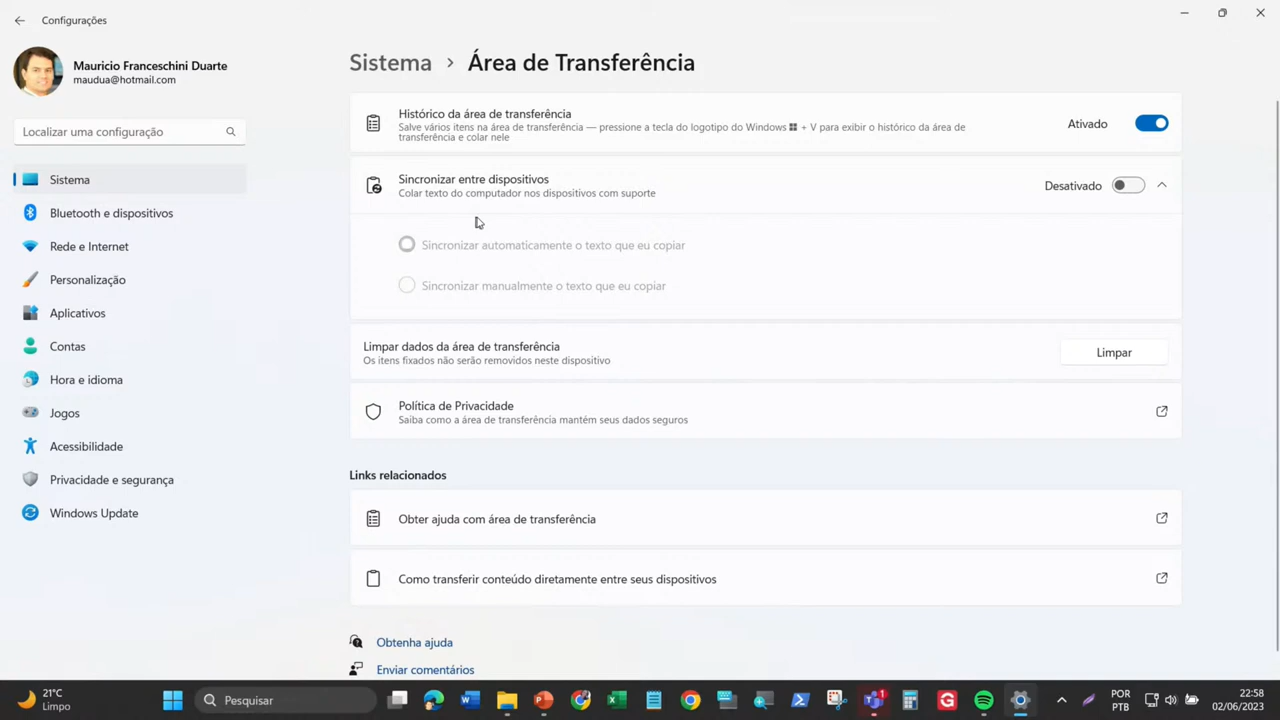 Configurações
Mauricio Franceschini Duarte
maudua@hotmail.com
Localizar uma configuração
Sistema
Bluetooth e dispositivos
Rede e Internet
Personalização
Aplicativos
Contas
Hora e idioma
Jogos
Acessibilidade
Privacidade e segurança
Windows Update
Sistema > Área de Transferência
Histórico da área de transferência
Salve vários itens na área de transferência — pressione a tecla do logotipo do Windows + V para exibir o histórico da área de
transferência e colar nele
Ativado
Sincronizar entre dispositivos
Colar texto do computador nos dispositivos com suporte
Desativado
Sincronizar automaticamente o texto que eu copiar
Sincronizar manualmente o texto que eu copiar
Limpar dados da área de transferência
Os itens fixados não serão removidos neste dispositivo
Limpar
Política de Privacidade
Saiba como a área de transferência mantém seus dados seguros
Links relacionados
Obter ajuda com área de transferência
Como transferir conteúdo diretamente entre seus dispositivos
Obtenha ajuda
Enviar comentários
21°C
Limpo
Pesquisar
POR
PTB
22:58
02/06/2023